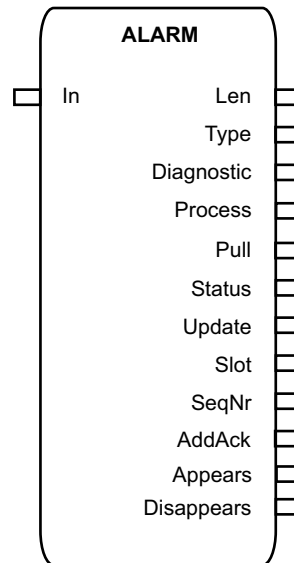 ALARM
In Len
Type
Diagnostic
Process
Pull
Status
Update
Slot
SeqNr
AddAck
Appears
Disappears